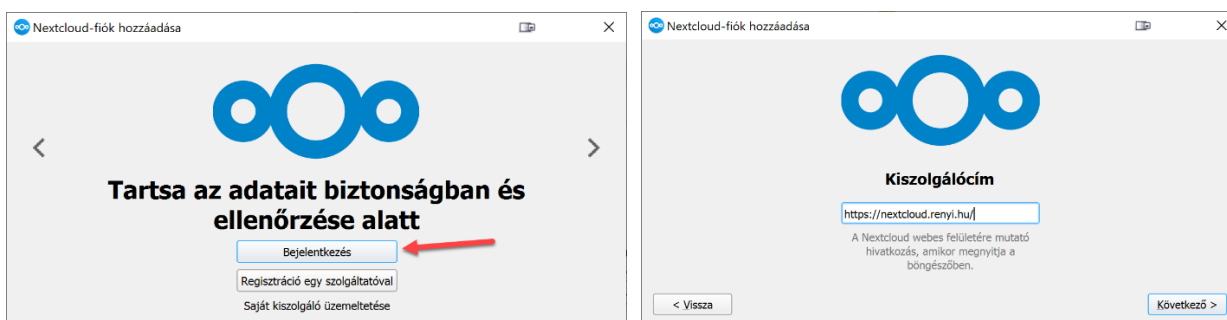 Nextcloud-fiók hozzáadása
Tartsa az adatait biztonságban és
ellenőrzése alatt
Bejelentkezés
Regisztráció egy szolgáltatóval
Saját kiszolgáló üzemeltetése
Nextcloud-fiók hozzáadása
Kiszolgálócím
https://nextcloud.renyi.hu/
A Nextcloud webes felületére mutató
hivatkozás, amikor megnyitja a
böngészőben.
< Vissza
Következő >